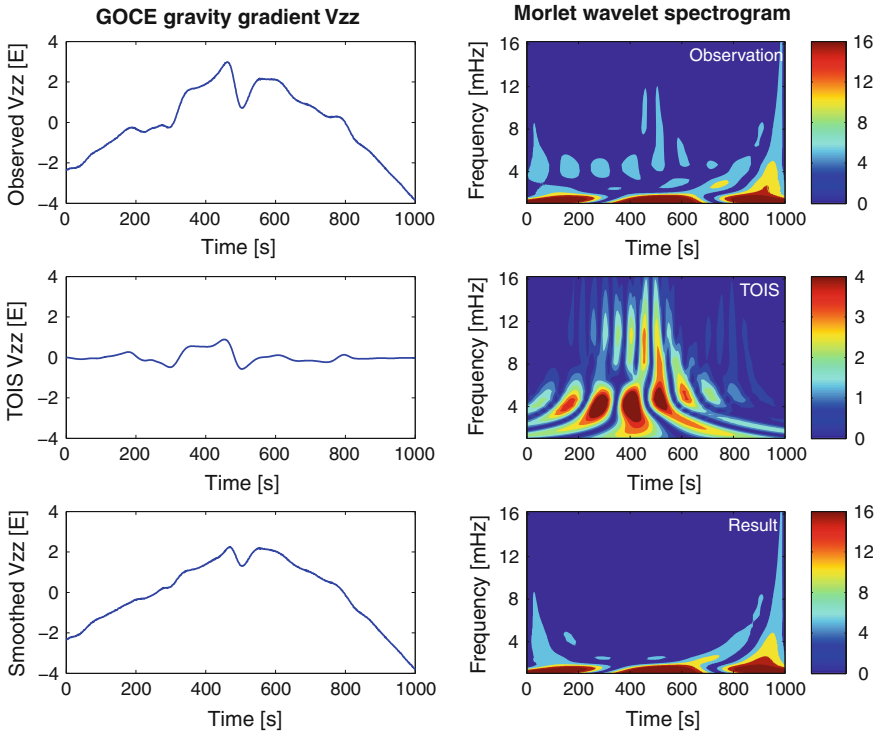 GOCE gravity gradient Vzz
Morlet wavelet spectrogram
Observed Vzz [E]
4
2
0
−2
−4
0 200 400 600 800 1000
Time [s]
Frequency [mHz]
16
12
8
4
Observation
0 200 400 600 800 1000
Time [s]
16
12
8
4
0
TOIS Vzz [E]
4
2
0
−2
−4
0 200 400 600 800 1000
Time [s]
Frequency [mHz]
16
12
8
4
TOIS
0 200 400 600 800 1000
Time [s]
4
3
2
1
0
Smoothed Vzz [E]
4
2
0
−2
−4
0 200 400 600 800 1000
Time [s]
Frequency [mHz]
16
12
8
4
Result
0 200 400 600 800 1000
Time [s]
16
12
8
4
0